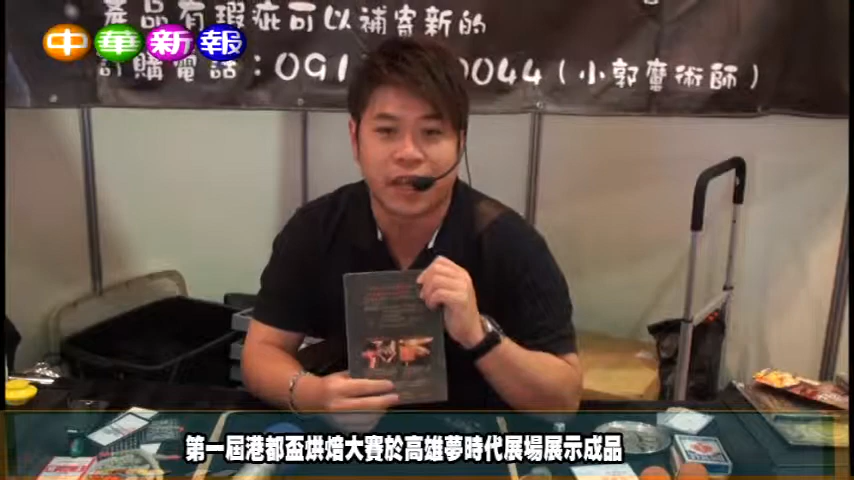 產品有瑕疵可以補寄新的
中華新報
訂購電話：091 0044（小郭魔術師）
第一屆港都盃烘焙大賽於高雄夢時代展場展示成品